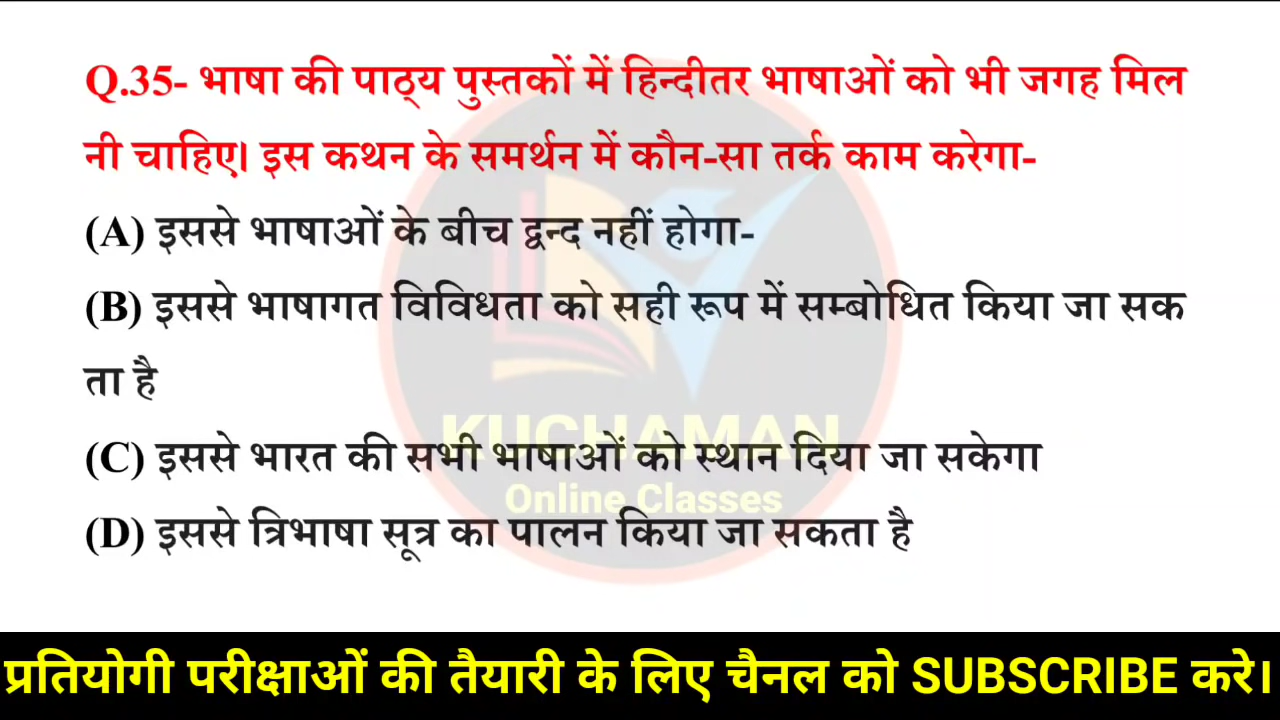 Q.35- भाषा की पाठ्य पुस्तकों में हिन्दीतर भाषाओं को भी जगह मिल
नी चाहिए। इस कथन के समर्थन में कौन-सा तर्क काम करेगा-
(A) इससे भाषाओं के बीच द्वन्द नहीं होगा-
(B) इससे भाषागत विविधता को सही रूप में सम्बोधित किया जा सक
ता है
KUCHAMAN
(C) इससे भारत की सभी भाषाओं को स्थान दिया जा सकेगा
Online Classes
(D) इससे त्रिभाषा सूत्र का पालन किया जा सकता है
प्रतियोगी परीक्षाओं की तैयारी के लिए चैनल को SUBSCRIBE करे।